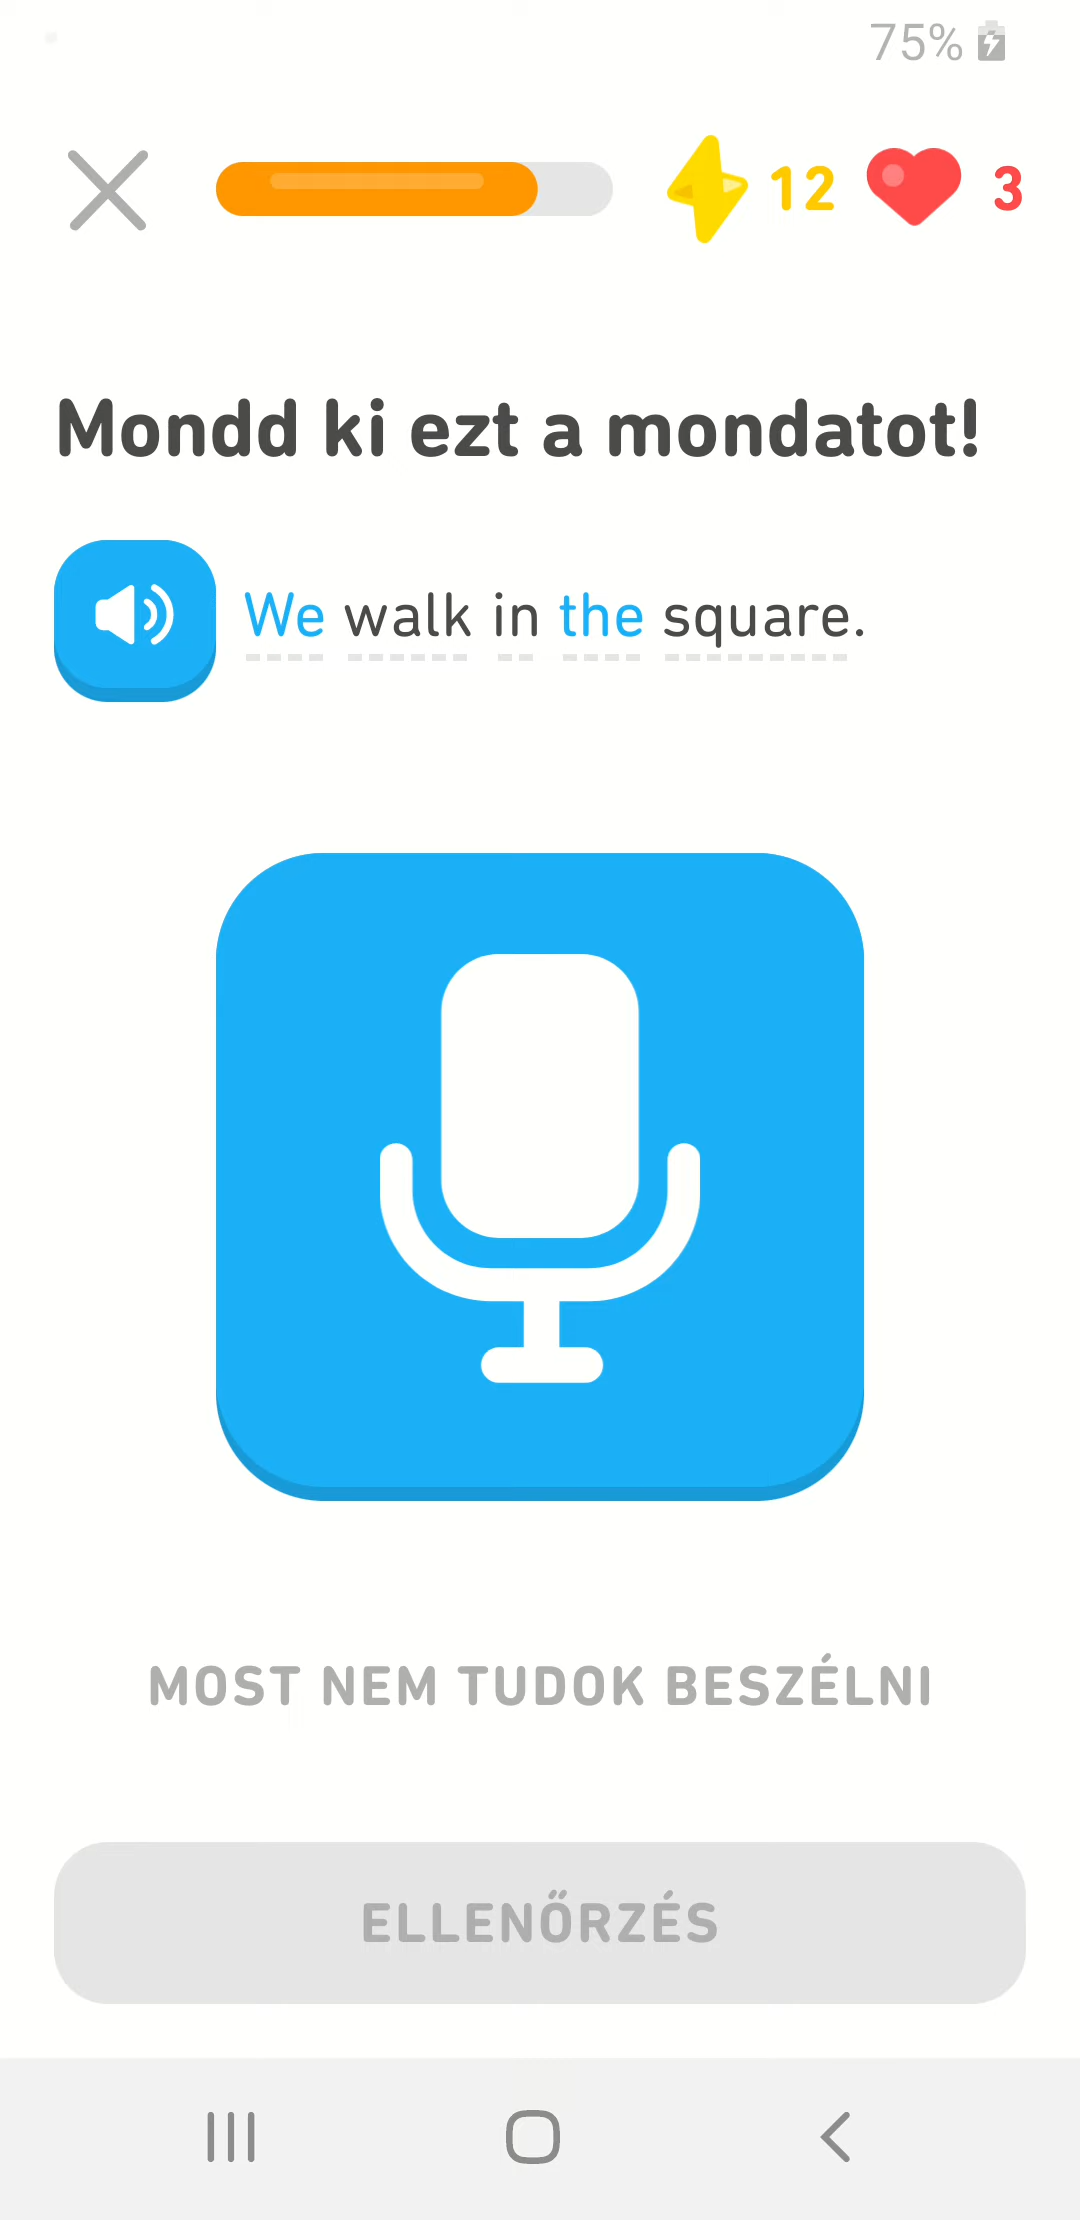 75%
12 3
Mondd ki ezt a mondatot!
We walk in the square.
MOST NEM TUDOK BESZÉLNI
ELLENŐRZÉS